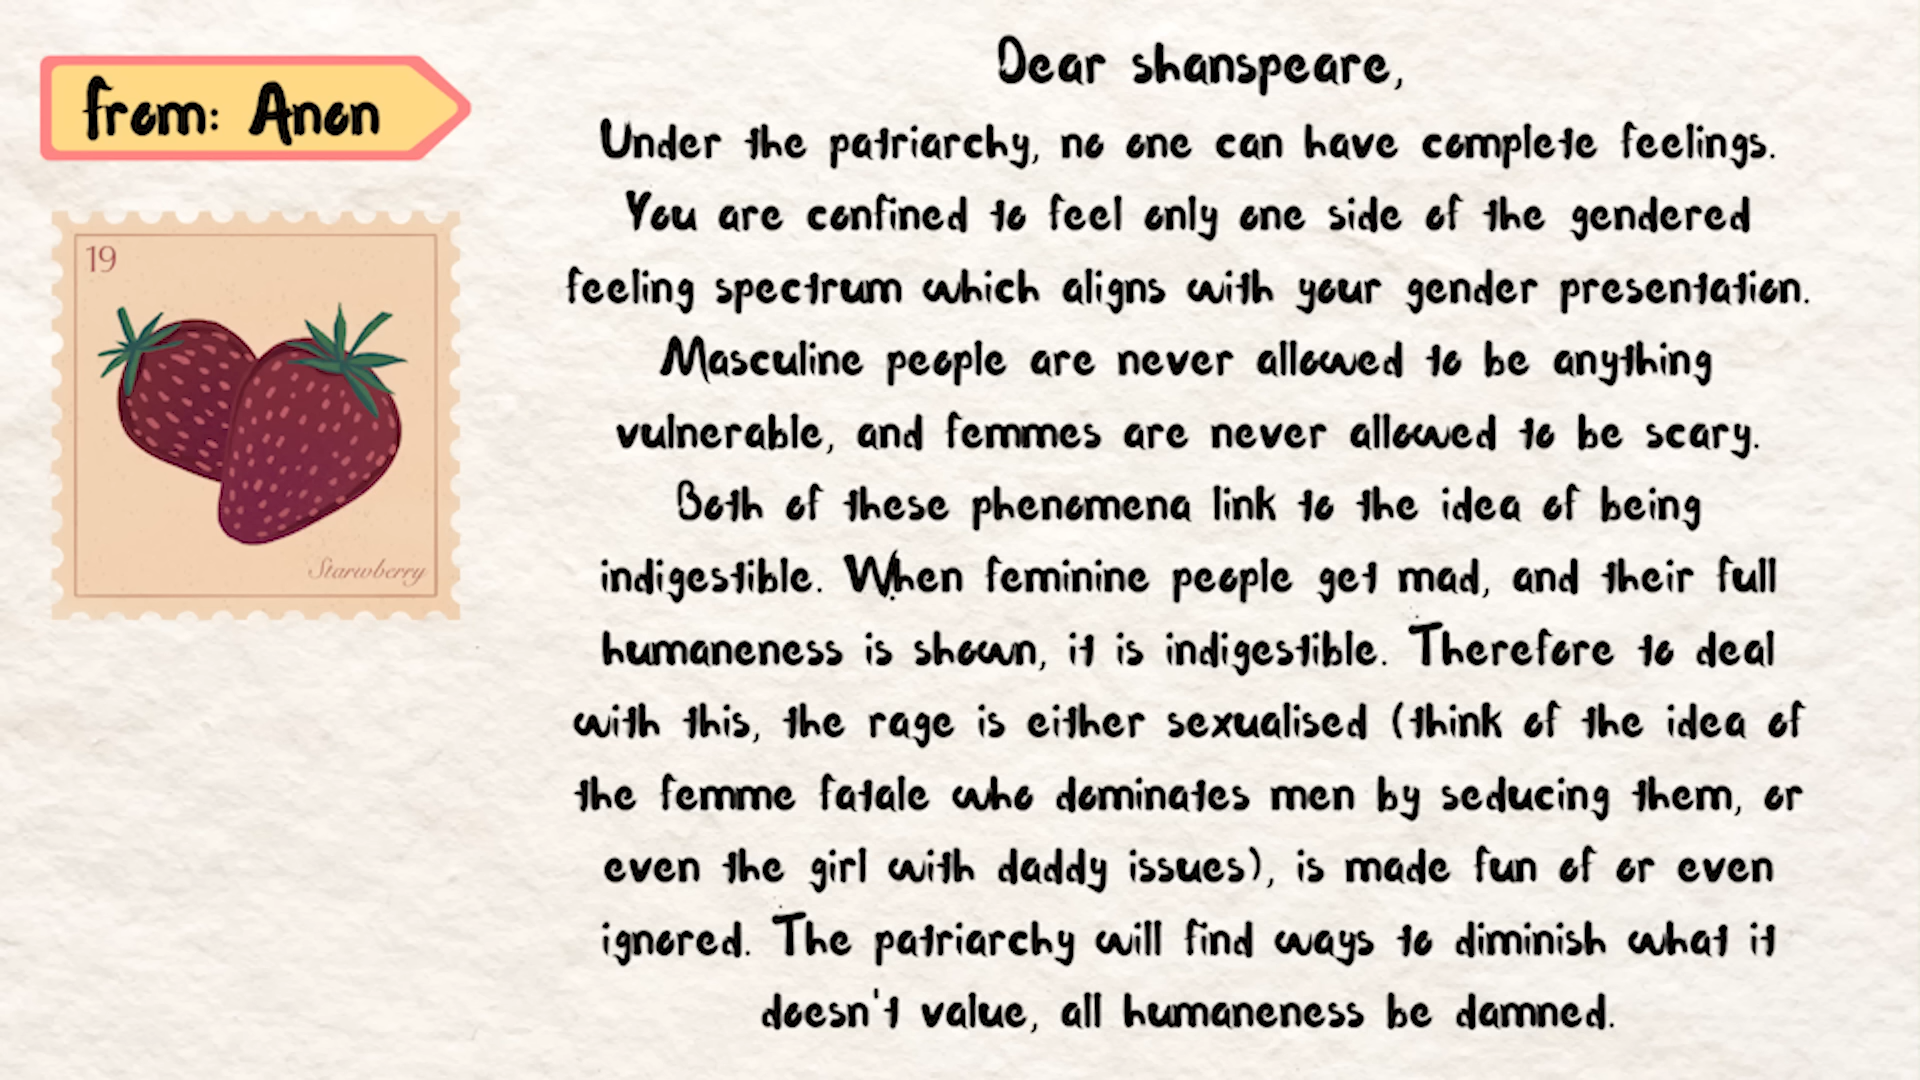 from: Anon
19
Starwberry
Dear shanspeare,
Under the patriarchy, no one can have complete feelings.
You are confined to feel only one side of the gendered
feeling spectrum which aligns with your gender presentation.
Masculine people are never allowed to be anything
vulnerable, and femmes are never allowed to be scary.
Both of these phenomena link to the idea of being
indigestible. When feminine people get mad, and their full
humaneness is shown, it is indigestible. Therefore to deal
with this, the rage is either sexualised (think of the idea of
the femme fatale who dominates men by seducing them, or
even the girl with daddy issues), is made fun of or even
ignored. The patriarchy will find ways to diminish what it
doesn't value, all humaneness be damned.